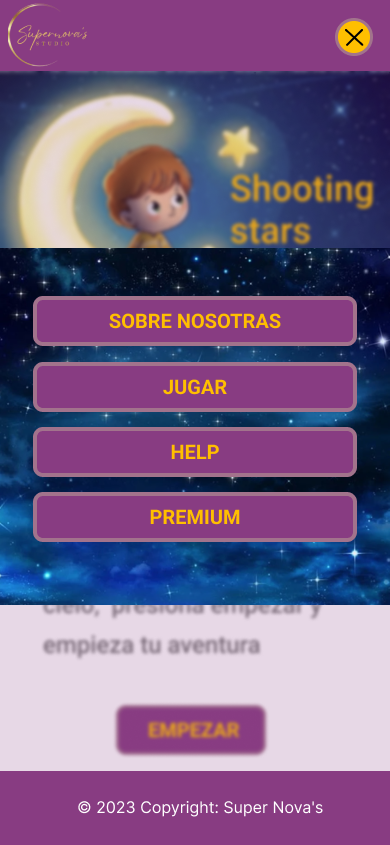 Supernova's
STUDIO
Shooting
stars
SOBRE NOSOTRAS
JUGAR
HELP
PREMIUM
cielo, presiona empezar y
empieza tu aventura
EMPEZAR
© 2023 Copyright: Super Nova's